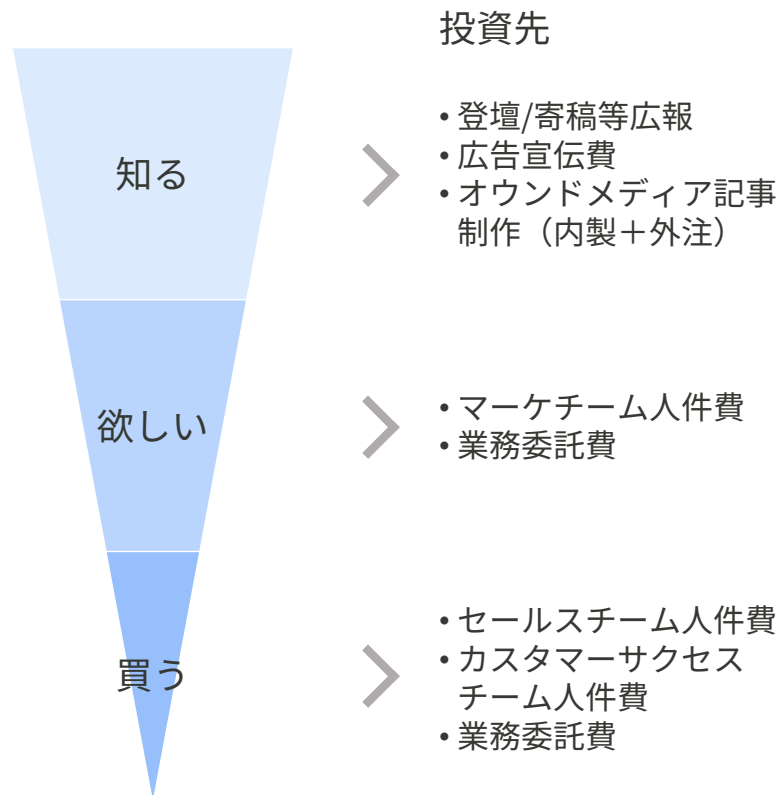 投資先
知る
• 登壇/寄稿等広報
• 広告宣伝費
• オウンドメディア記事
制作（内製＋外注）
欲しい
• マーケチーム人件費
• 業務委託費
買う
• セールスチーム人件費
• カスタマーサクセス
チーム人件費
• 業務委託費